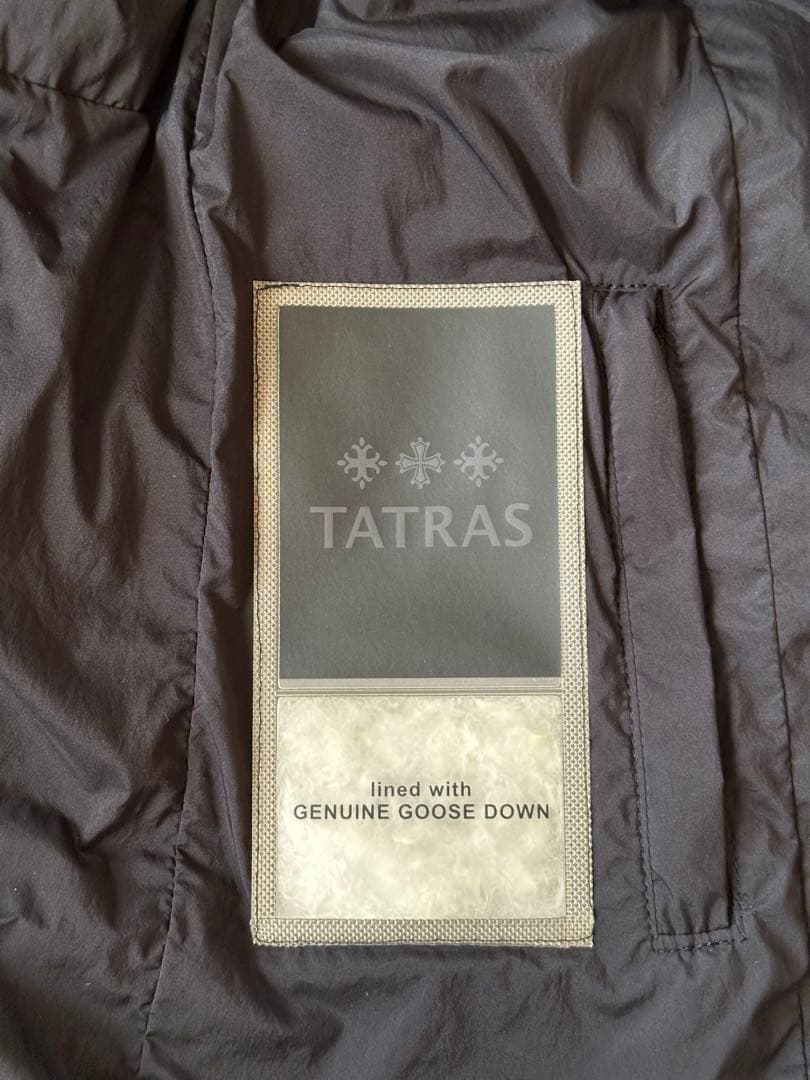 TATRAS
lined with
GENUINE GOOSE DOWN